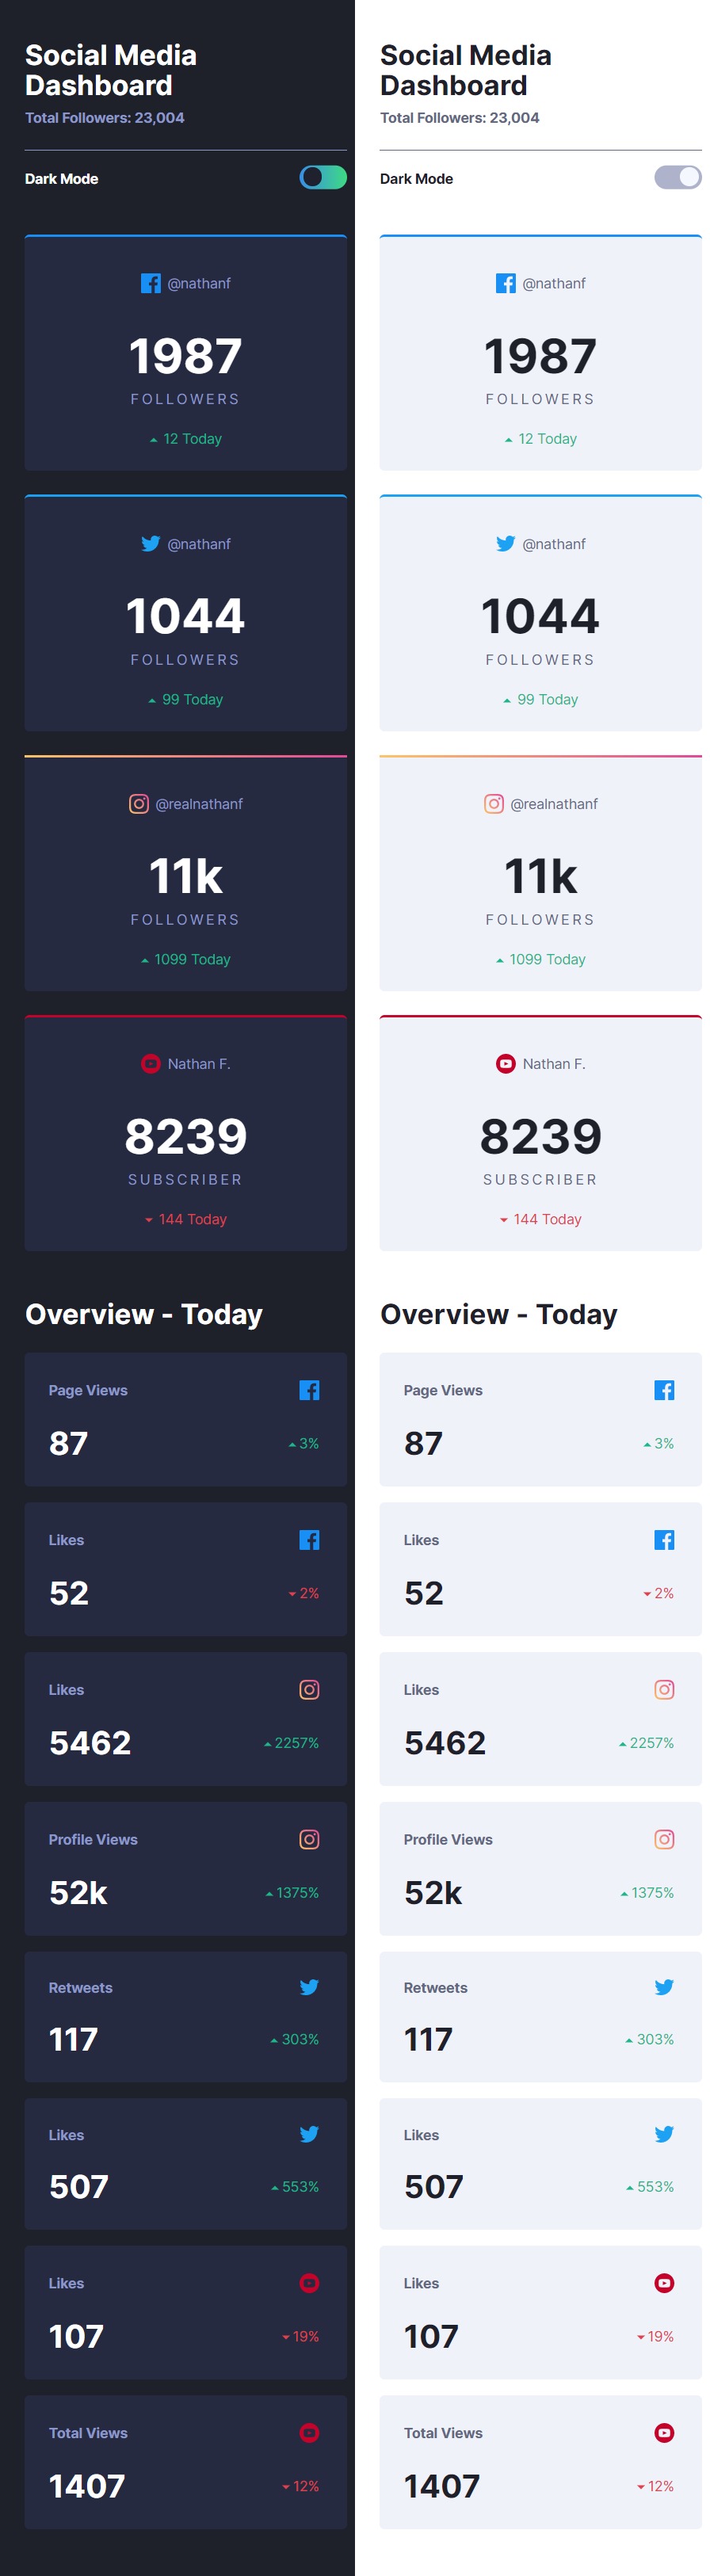 Social Media
Dashboard
Total Followers: 23,004
Dark Mode
@nathanf
1987
FOLLOWERS
12 Today
@nathanf
1044
FOLLOWERS
99 Today
@realnathanf
11k
FOLLOWERS
1099 Today
Nathan F.
8239
SUBSCRIBER
144 Today
Overview - Today
Page Views
87
3%
Likes
52
2%
Likes
5462
2257%
Profile Views
52k
1375%
Retweets
117
303%
Likes
507
553%
Likes
107
19%
Total Views
1407
12%
Social Media
Dashboard
Total Followers: 23,004
Dark Mode
@nathanf
1987
FOLLOWERS
12 Today
@nathanf
1044
FOLLOWERS
99 Today
@realnathanf
11k
FOLLOWERS
1099 Today
Nathan F.
8239
SUBSCRIBER
144 Today
Overview - Today
Page Views
87
3%
Likes
52
2%
Likes
5462
2257%
Profile Views
52k
1375%
Retweets
117
303%
Likes
507
553%
Likes
107
19%
Total Views
1407
12%